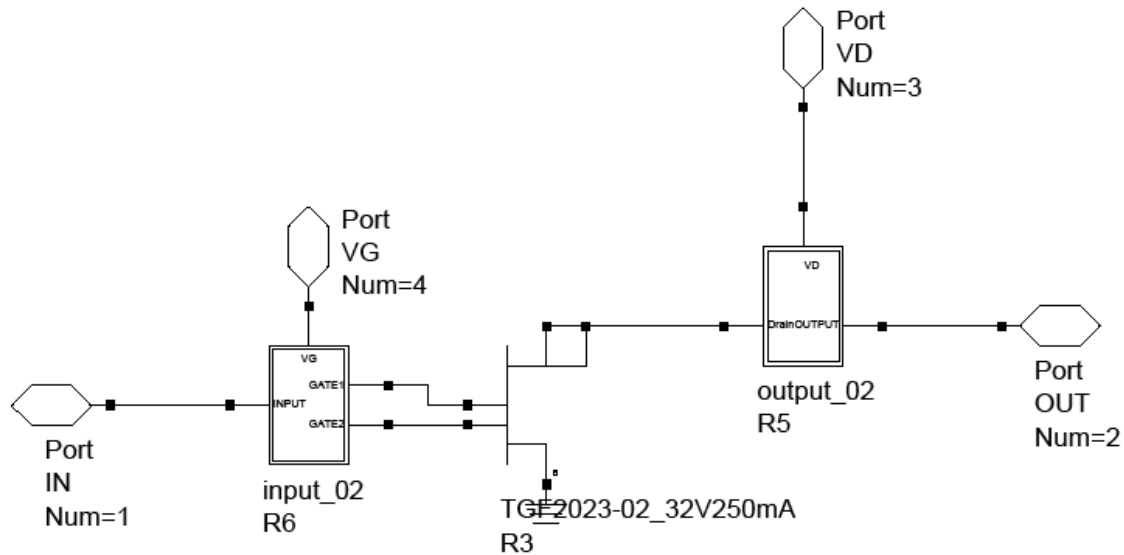 Port
VD
Num=3
Port
VG
Num=4
VD
DrainOUTPUT
output_02
R5
Port
OUT
Num=2
VG
GATE1
INPUT
GATE2
Port
IN
Num=1
input_02
R6
TGF2023-02_32V250mA
R3